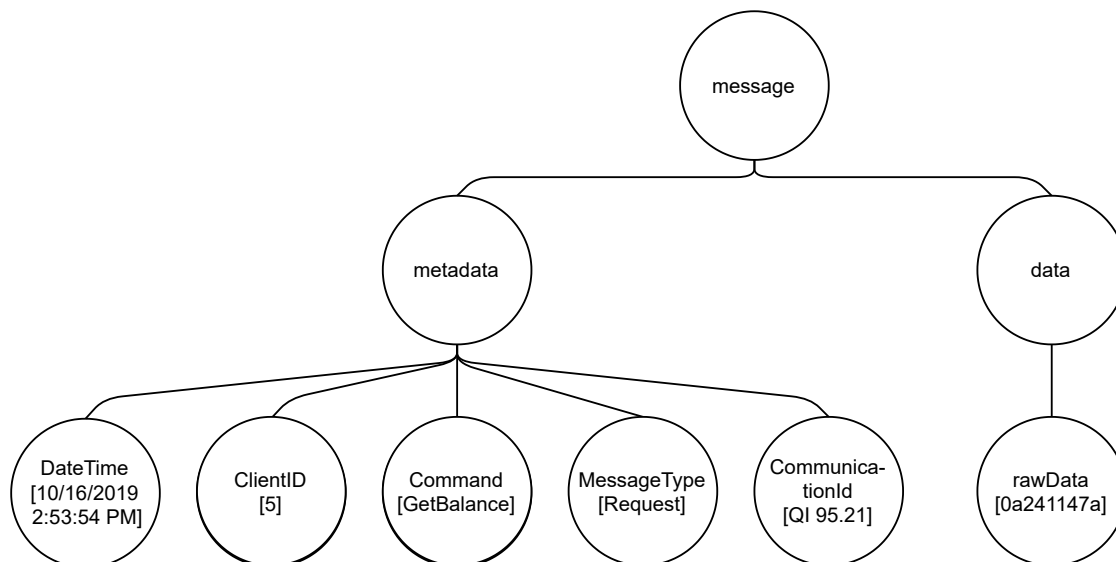 message
metadata
data
DateTime
[10/16/2019
2:53:54 PM]
ClientID
[5]
Command
[GetBalance]
MessageType
[Request]
Communica-
tionId
[QI 95.21]
rawData
[0a241147a]